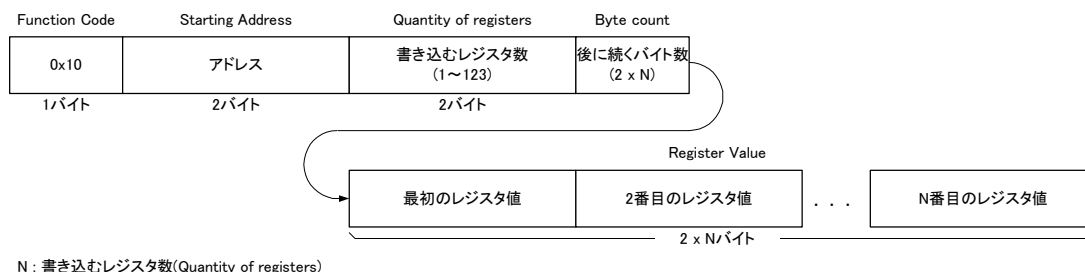 Function Code Starting Address Quantity of registers Byte count
0x10 アドレス 書き込むレジスタ数 後に続くバイト数
(1～123) (2 x N)
1バイト 2バイト 2バイト
Register Value
最初のレジスタ値 2番目のレジスタ値 . . . N番目のレジスタ値
2 x Nバイト
N : 書き込むレジスタ数(Quantity of registers)